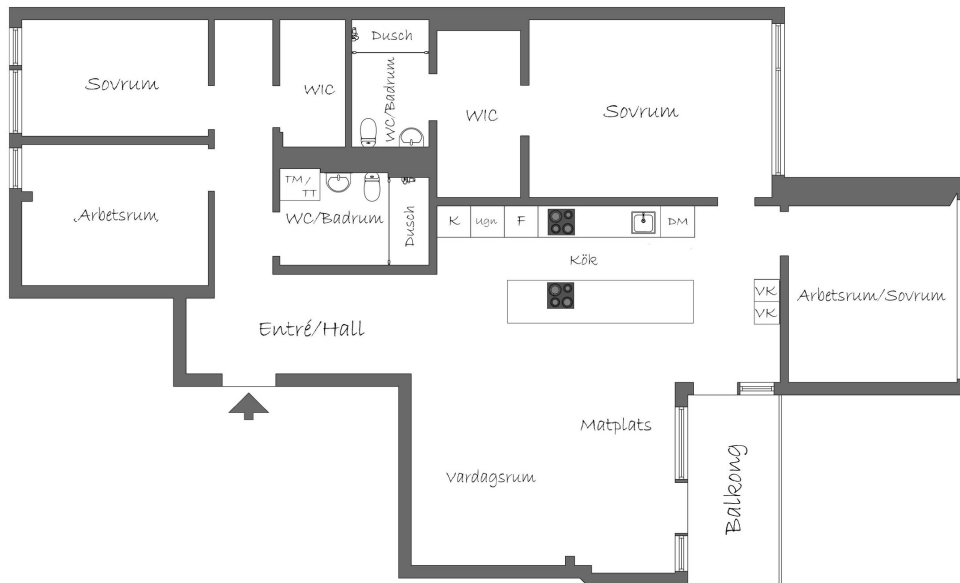 Sovrum
WIC
Dusch
WC/Badrum
WIC
Sovrum
Arbetsrum
TM/
TT
WC/Badrum
Dusch
K
Ugn
F
DM
Kök
VK
VK
Arbetsrum/Sovrum
Entré/Hall
Matplats
Vardagsrum
Balkong